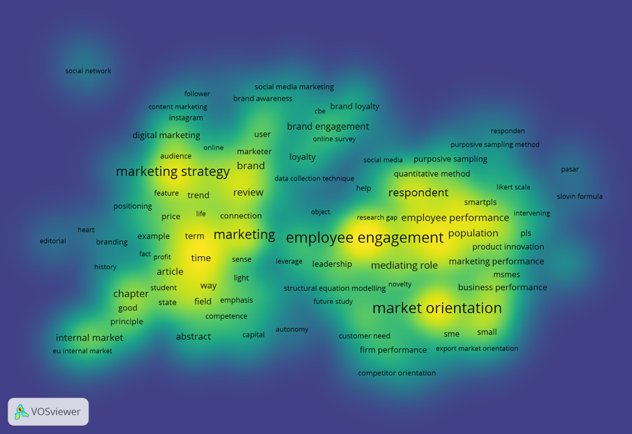 social network
social media marketing
follower
brand awareness
content marketing
cbe
brand loyalty
instagram
brand engagement
responden
digital marketing
user
online survey
purposive sampling method
online
marketer
audience
loyalty
social media
purposive sampling
marketing strategy
brand
pasar
quantitative method
data collection technique
feature
trend
review
help
respondent
likert scale
slovin formula
smartpls
positioning
price
life
connection
object
research gap
employee performance
intervening
heart
example
term
marketing
employee engagement
population
pls
editorial
branding
product innovation
fact
profit
time
sense
leverage
leadership
mediating role
marketing performance
history
article
msmes
student
way
light
structural equation modelling
novelty
business performance
chapter
state
field
emphasis
future study
good
market orientation
principle
competence
internal market
abstract
capital
autonomy
customer need
sme
small
eu internal market
firm performance
export market orientation
competitor orientation
VOSviewer